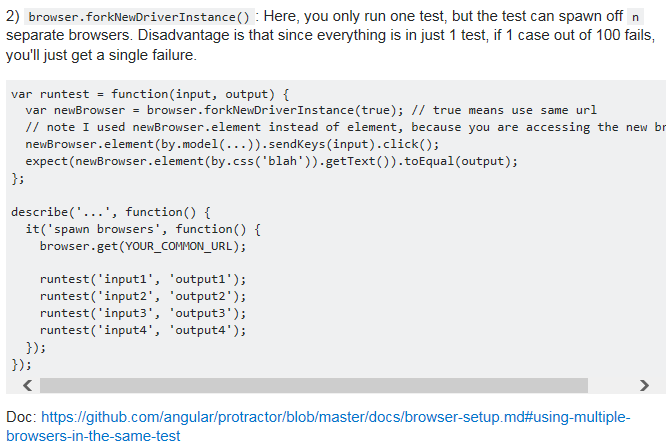 2) browser.forkNewDriverInstance() : Here, you only run one test, but the test can spawn off n
separate browsers. Disadvantage is that since everything is in just 1 test, if 1 case out of 100 fails,
you'll just get a single failure.
var runtest = function(input, output) {
  var newBrowser = browser.forkNewDriverInstance(true); // true means use same url
  // note I used newBrowser.element instead of element, because you are accessing the new br
  newBrowser.element(by.model(...)).sendKeys(input).click();
  expect(newBrowser.element(by.css('blah')).getText()).toEqual(output);
};
describe('...', function() {
  it('spawn browsers', function() {
    browser.get(YOUR_COMMON_URL);
    runtest('input1', 'output1');
    runtest('input2', 'output2');
    runtest('input3', 'output3');
    runtest('input4', 'output4');
  });
});
Doc: https://github.com/angular/protractor/blob/master/docs/browser-setup.md#using-multiple-
browsers-in-the-same-test